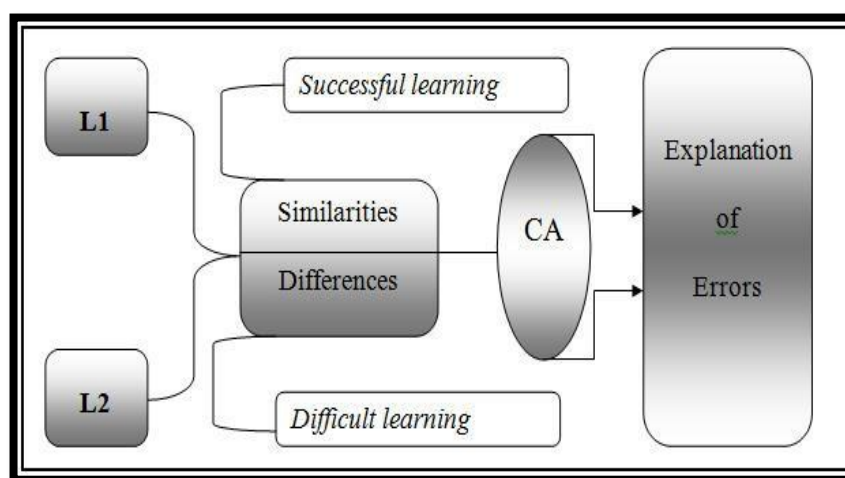 L1
Successful learning
Similarities
Differences
CA
Explanation
of
Errors
L2
Difficult learning